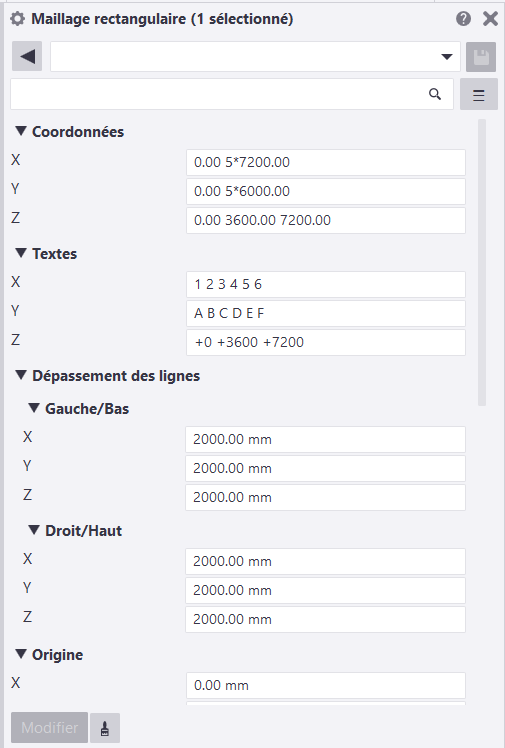 Maillage rectangulaire (1 sélectionné)
Coordonnées
X 0.00 5*7200.00
Y 0.00 5*6000.00
Z 0.00 3600.00 7200.00
Textes
X 1 2 3 4 5 6
Y A B C D E F
Z +0 +3600 +7200
Dépassement des lignes
Gauche/Bas
X 2000.00 mm
Y 2000.00 mm
Z 2000.00 mm
Droit/Haut
X 2000.00 mm
Y 2000.00 mm
Z 2000.00 mm
Origine
X 0.00 mm
Modifier